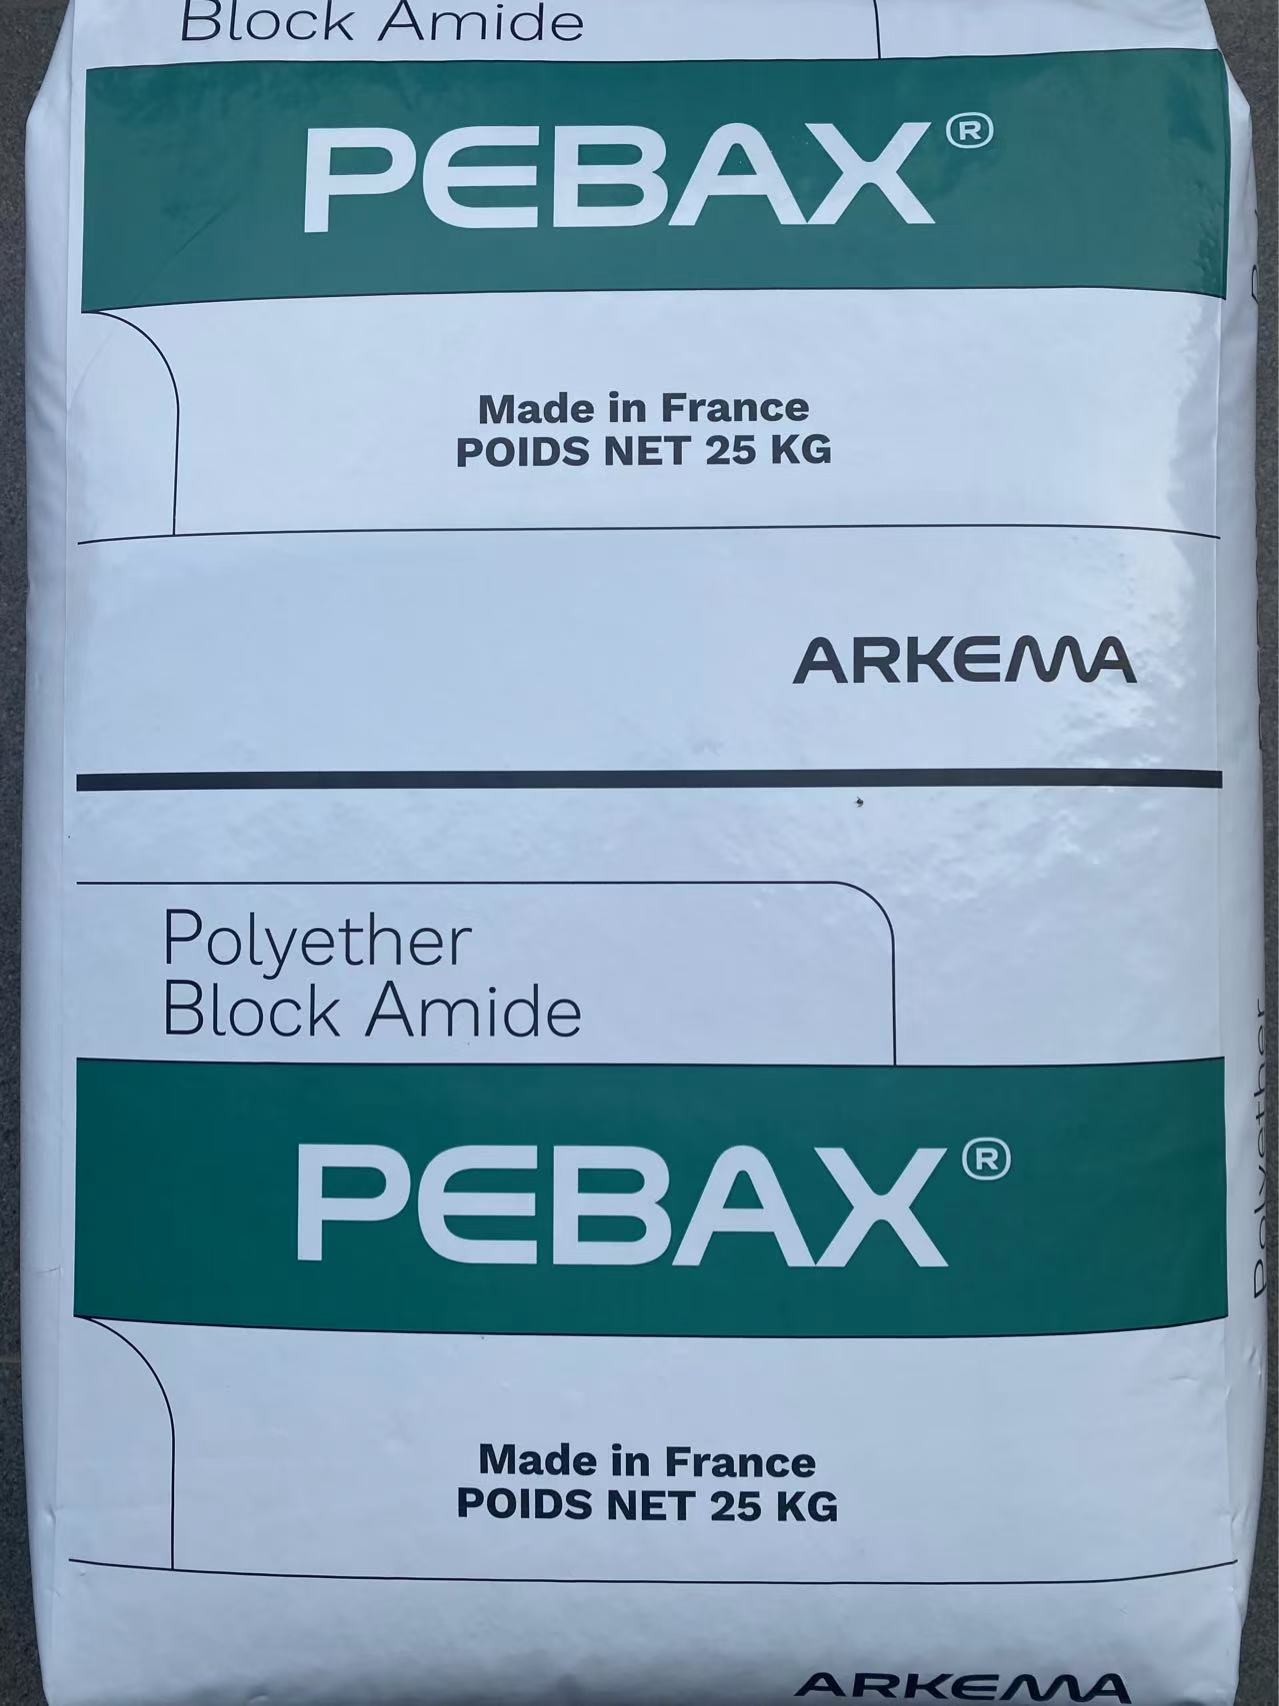 Block Amide
PEBAX®
Made in France
POIDS NET 25 KG
ARKEMA
Polyether
Block Amide
PEBAX®
Made in France
POIDS NET 25 KG
ARKEMA
Polyether